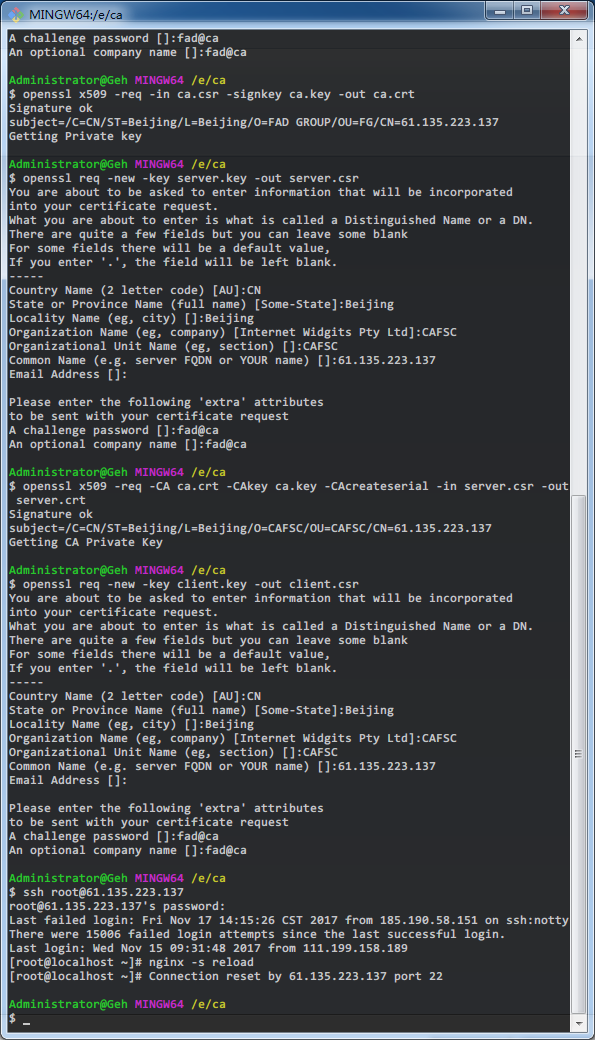 MINGW64:/e/ca
A challenge password []:fad@ca
An optional company name []:fad@ca
Administrator@Geh MINGW64 /e/ca
$ openssl x509 -req -in ca.csr -signkey ca.key -out ca.crt
Signature ok
subject=/C=CN/ST=Beijing/L=Beijing/O=FAD GROUP/OU=FG/CN=61.135.223.137
Getting Private key
Administrator@Geh MINGW64 /e/ca
$ openssl req -new -key server.key -out server.csr
You are about to be asked to enter information that will be incorporated
into your certificate request.
What you are about to enter is what is called a Distinguished Name or a DN.
There are quite a few fields but you can leave some blank
For some fields there will be a default value,
If you enter '.', the field will be left blank.
-----
Country Name (2 letter code) [AU]:CN
State or Province Name (full name) [Some-State]:Beijing
Locality Name (eg, city) []:Beijing
Organization Name (eg, company) [Internet Widgits Pty Ltd]:CAFSC
Organizational Unit Name (eg, section) []:CAFSC
Common Name (e.g. server FQDN or YOUR name) []:61.135.223.137
Email Address []:
Please enter the following 'extra' attributes
to be sent with your certificate request
A challenge password []:fad@ca
An optional company name []:fad@ca
Administrator@Geh MINGW64 /e/ca
$ openssl x509 -req -CA ca.crt -CAkey ca.key -CAcreateserial -in server.csr -out
server.crt
Signature ok
subject=/C=CN/ST=Beijing/L=Beijing/O=CAFSC/OU=CAFSC/CN=61.135.223.137
Getting CA Private Key
Administrator@Geh MINGW64 /e/ca
$ openssl req -new -key client.key -out client.csr
You are about to be asked to enter information that will be incorporated
into your certificate request.
What you are about to enter is what is called a Distinguished Name or a DN.
There are quite a few fields but you can leave some blank
For some fields there will be a default value,
If you enter '.', the field will be left blank.
-----
Country Name (2 letter code) [AU]:CN
State or Province Name (full name) [Some-State]:Beijing
Locality Name (eg, city) []:Beijing
Organization Name (eg, company) [Internet Widgits Pty Ltd]:CAFSC
Organizational Unit Name (eg, section) []:CAFSC
Common Name (e.g. server FQDN or YOUR name) []:61.135.223.137
Email Address []:
Please enter the following 'extra' attributes
to be sent with your certificate request
A challenge password []:fad@ca
An optional company name []:fad@ca
Administrator@Geh MINGW64 /e/ca
$ ssh root@61.135.223.137
root@61.135.223.137's password:
Last failed login: Fri Nov 17 14:15:26 CST 2017 from 185.190.58.151 on ssh:notty
There were 15006 failed login attempts since the last successful login.
Last login: Wed Nov 15 09:31:48 2017 from 111.199.158.189
[root@localhost ~]# nginx -s reload
[root@localhost ~]# Connection reset by 61.135.223.137 port 22
Administrator@Geh MINGW64 /e/ca
$ _